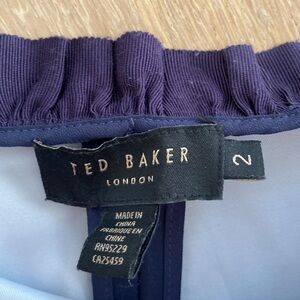 TED BAKER
LONDON
2
MADE IN
CHINA
FABRIQUE EN
CHINE
RN95229
CA25459